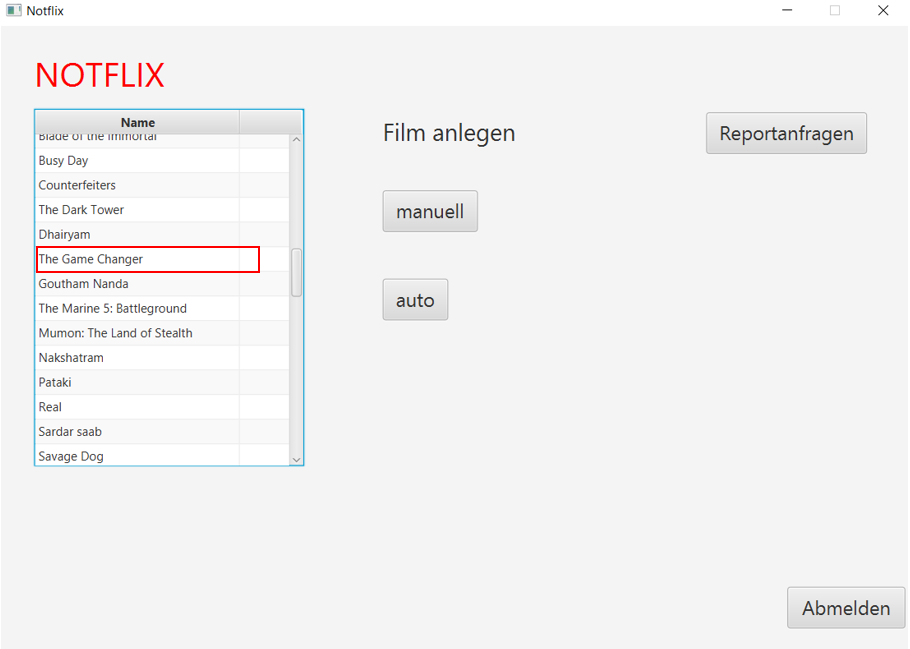 Notflix
NOTFLIX
Name
Blade of the Immortal
Busy Day
Counterfeiters
The Dark Tower
Dhairyam
The Game Changer
Goutham Nanda
The Marine 5: Battleground
Mumon: The Land of Stealth
Nakshatram
Pataki
Real
Sardar saab
Savage Dog
Film anlegen
manuell
auto
Reportanfragen
Abmelden